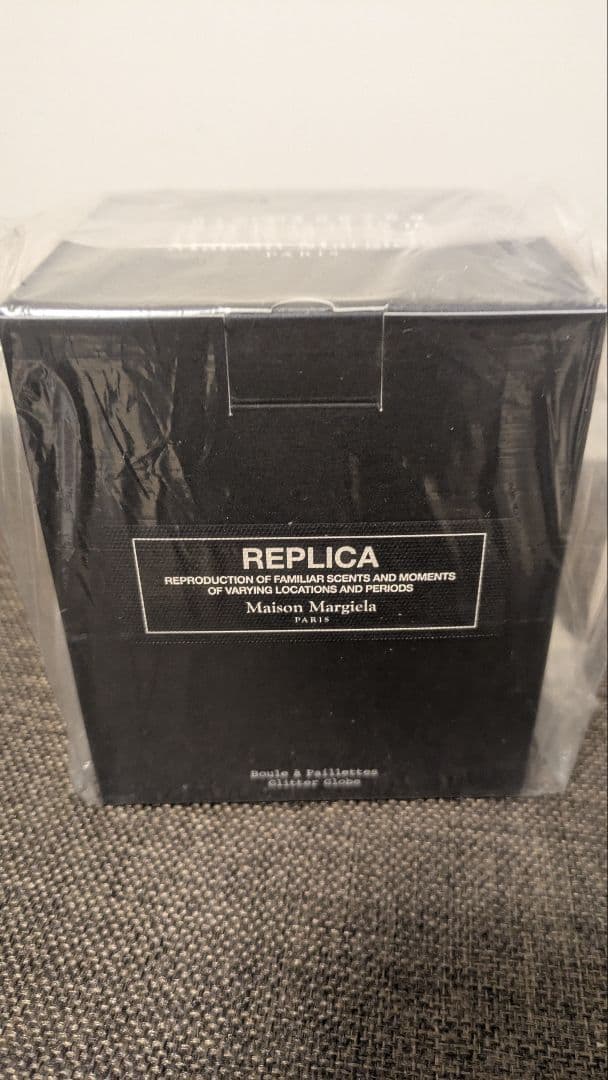 PARIS
REPLICA
REPRODUCTION OF FAMILIAR SCENTS AND MOMENTS
OF VARYING LOCATIONS AND PERIODS
Maison Margiela
PARIS
Boule à Paillettes
Glitter Globe